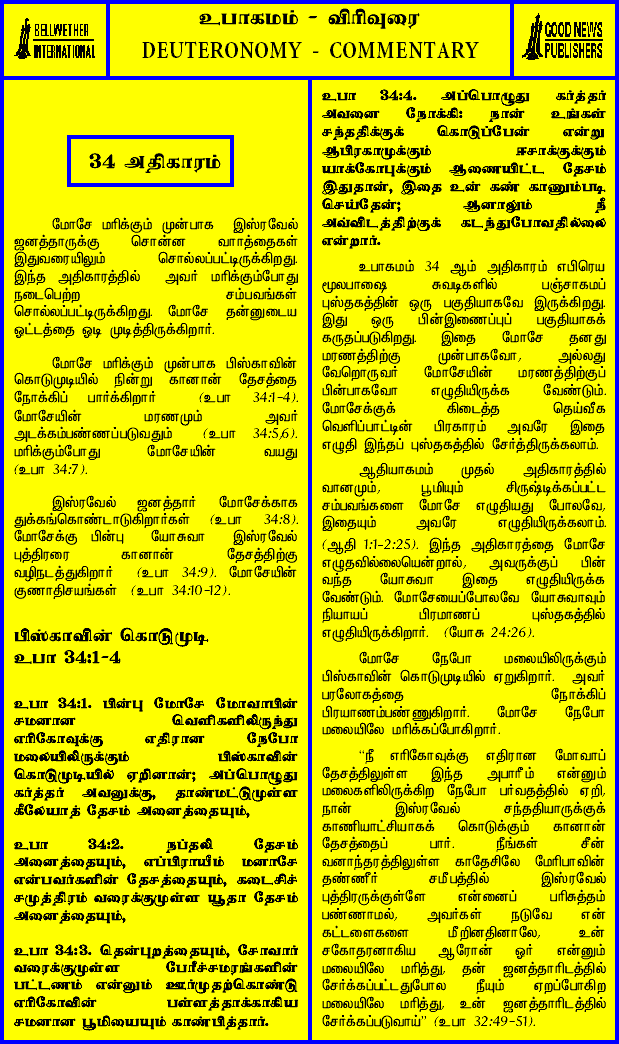 BELLWETHER
INTERNATIONAL
உபாகமம் - விரிவுரை
DEUTERONOMY - COMMENTARY
GOOD NEWS
PUBLISHERS
34 அதிகாரம்
மோசே மரிக்கும் முன்பாக இஸ்ரவேல்
ஜனத்தாருக்கு சொன்ன வார்த்தைகள்
இதுவரையிலும் சொல்லப்பட்டிருக்கிறது.
இந்த அதிகாரத்தில் அவர் மரிக்கும்போது
நடைபெற்ற சம்பவங்கள்
சொல்லப்பட்டிருக்கிறது. மோசே தன்னுடைய
ஓட்டத்தை ஓடி முடித்திருக்கிறார்.
மோசே மரிக்கும் முன்பாக பிஸ்காவின்
கொடுமுடியில் நின்று கானான் தேசத்தை
நோக்கிப் பார்க்கிறார் (உபா 34:1-4).
மோசேயின் மரணமும் அவர்
அடக்கம்பண்ணப்படுவதும் (உபா 34:5,6).
மரிக்கும்போது மோசேயின் வயது
(உபா 34:7).
இஸ்ரவேல் ஜனத்தார் மோசேக்காக
துக்கங்கொண்டாடுகிறார்கள் (உபா 34:8).
மோசேக்கு பின்பு யோசுவா இஸ்ரவேல்
புத்திரரை கானான் தேசத்திற்கு
வழிநடத்துகிறார் (உபா 34:9). மோசேயின்
குணாதிசயங்கள் (உபா 34:10-12).
பிஸ்காவின் கொடுமுடி
உபா 34:1-4
உபா 34:1. பின்பு மோசே மோவாபின்
சமனான வெளிகளிலிருந்து
எரிகோவுக்கு எதிரான நேபோ
மலையிலிருக்கும் பிஸ்காவின்
கொடுமுடியில் ஏறினான்; அப்பொழுது
கர்த்தர் அவனுக்கு, தாண்மட்டுமுள்ள
கீலேயாத் தேசம் அனைத்தையும்,
உபா 34:2. நப்தலி தேசம்
அனைத்தையும், எப்பிராயீம் மனாசே
என்பவர்களின் தேசத்தையும், கடைசிச்
சமுத்திரம் வரைக்குமுள்ள யூதா தேசம்
அனைத்தையும்,
உபா 34:3. தென்புறத்தையும், சோவார்
வரைக்குமுள்ள பேரீச்சமரங்களின்
பட்டணம் என்னும் ஊர்முதற்கொண்டு
எரிகோவின் பள்ளத்தாக்காகிய
சமனான பூமியையும் காண்பித்தார்.
உபா 34:4. அப்பொழுது கர்த்தர்
அவனை நோக்கி: நான் உங்கள்
சந்ததிக்குக் கொடுப்பேன் என்று
ஆபிரகாமுக்கும் ஈசாக்குக்கும்
யாக்கோபுக்கும் ஆணையிட்ட தேசம்
இதுதான், இதை உன் கண் காணும்படி
செய்தேன்; ஆனாலும் நீ
அவ்விடத்திற்குக் கடந்துபோவதில்லை
என்றார்.
உபாகமம் 34 ஆம் அதிகாரம் எபிரெய
மூலபாஷை சுவடிகளில் பஞ்சாகமப்
புஸ்தகத்தின் ஒரு பகுதியாகவே இருக்கிறது.
இது ஒரு பின்இணைப்புப் பகுதியாகக்
கருதப்படுகிறது. இதை மோசே தனது
மரணத்திற்கு முன்பாகவோ, அல்லது
வேறொருவர் மோசேயின் மரணத்திற்குப்
பின்பாகவோ எழுதியிருக்க வேண்டும்.
மோசேக்குக் கிடைத்த தெய்வீக
வெளிப்பாட்டின் பிரகாரம் அவரே இதை
எழுதி இந்தப் புஸ்தகத்தில் சேர்த்திருக்கலாம்.
ஆதியாகமம் முதல் அதிகாரத்தில்
வானமும், பூமியும் சிருஷ்டிக்கப்பட்ட
சம்பவங்களை மோசே எழுதியது போலவே,
இதையும் அவரே எழுதியிருக்கலாம்.
(ஆதி 1:1-2:25). இந்த அதிகாரத்தை மோசே
எழுதவில்லையென்றால், அவருக்குப் பின்
வந்த யோசுவா இதை எழுதியிருக்க
வேண்டும். மோசேயைப்போலவே யோசுவாவும்
நியாயப் பிரமாணப் புஸ்தகத்தில்
எழுதியிருக்கிறார். (யோசு 24:26).
மோசே நேபோ மலையிலிருக்கும்
பிஸ்காவின் கொடுமுடியில் ஏறுகிறார். அவர்
பரலோகத்தை நோக்கிப்
பிரயாணம்பண்ணுகிறார். மோசே நேபோ
மலையிலே மரிக்கப்போகிறார்.
“நீ எரிகோவுக்கு எதிரான மோவாப்
தேசத்திலுள்ள இந்த அபாரீம் என்னும்
மலைகளிலிருக்கிற நேபோ பர்வதத்தில் ஏறி,
நான் இஸ்ரவேல் சந்ததியாருக்குக்
காணியாட்சியாகக் கொடுக்கும் கானான்
தேசத்தைப் பார். நீங்கள் சீன்
வனாந்தரத்திலுள்ள காதேசிலே மேரிபாவின்
தண்ணீர் சமீபத்தில் இஸ்ரவேல்
புத்திரருக்குள்ளே என்னைப் பரிசுத்தம்
பண்ணாமல், அவர்கள் நடுவே என்
கட்டளைகளை மீறினதினாலே, உன்
சகோதரனாகிய ஆரோன் ஓர் என்னும்
மலையிலே மரித்து, தன் ஜனத்தாரிடத்தில்
சேர்க்கப்பட்டதுபோல நீயும் ஏறப்போகிற
மலையிலே மரித்து, உன் ஜனத்தாரிடத்தில்
சேர்க்கப்படுவாய்” (உபா 32:49-51).